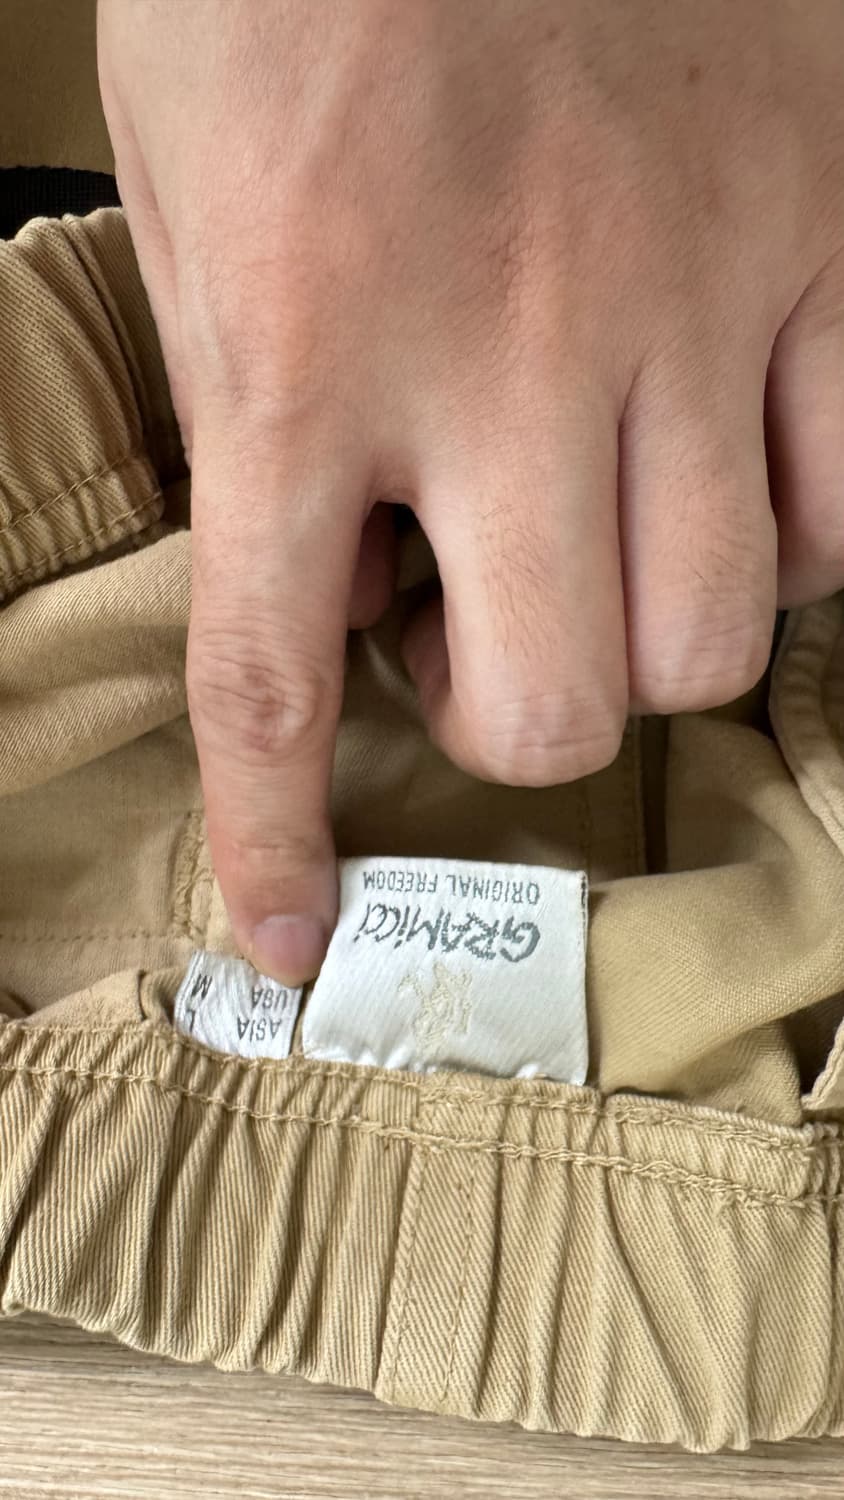 GRAMiCCi
ORIGINAL FREEDOM
ASIA L
USA M